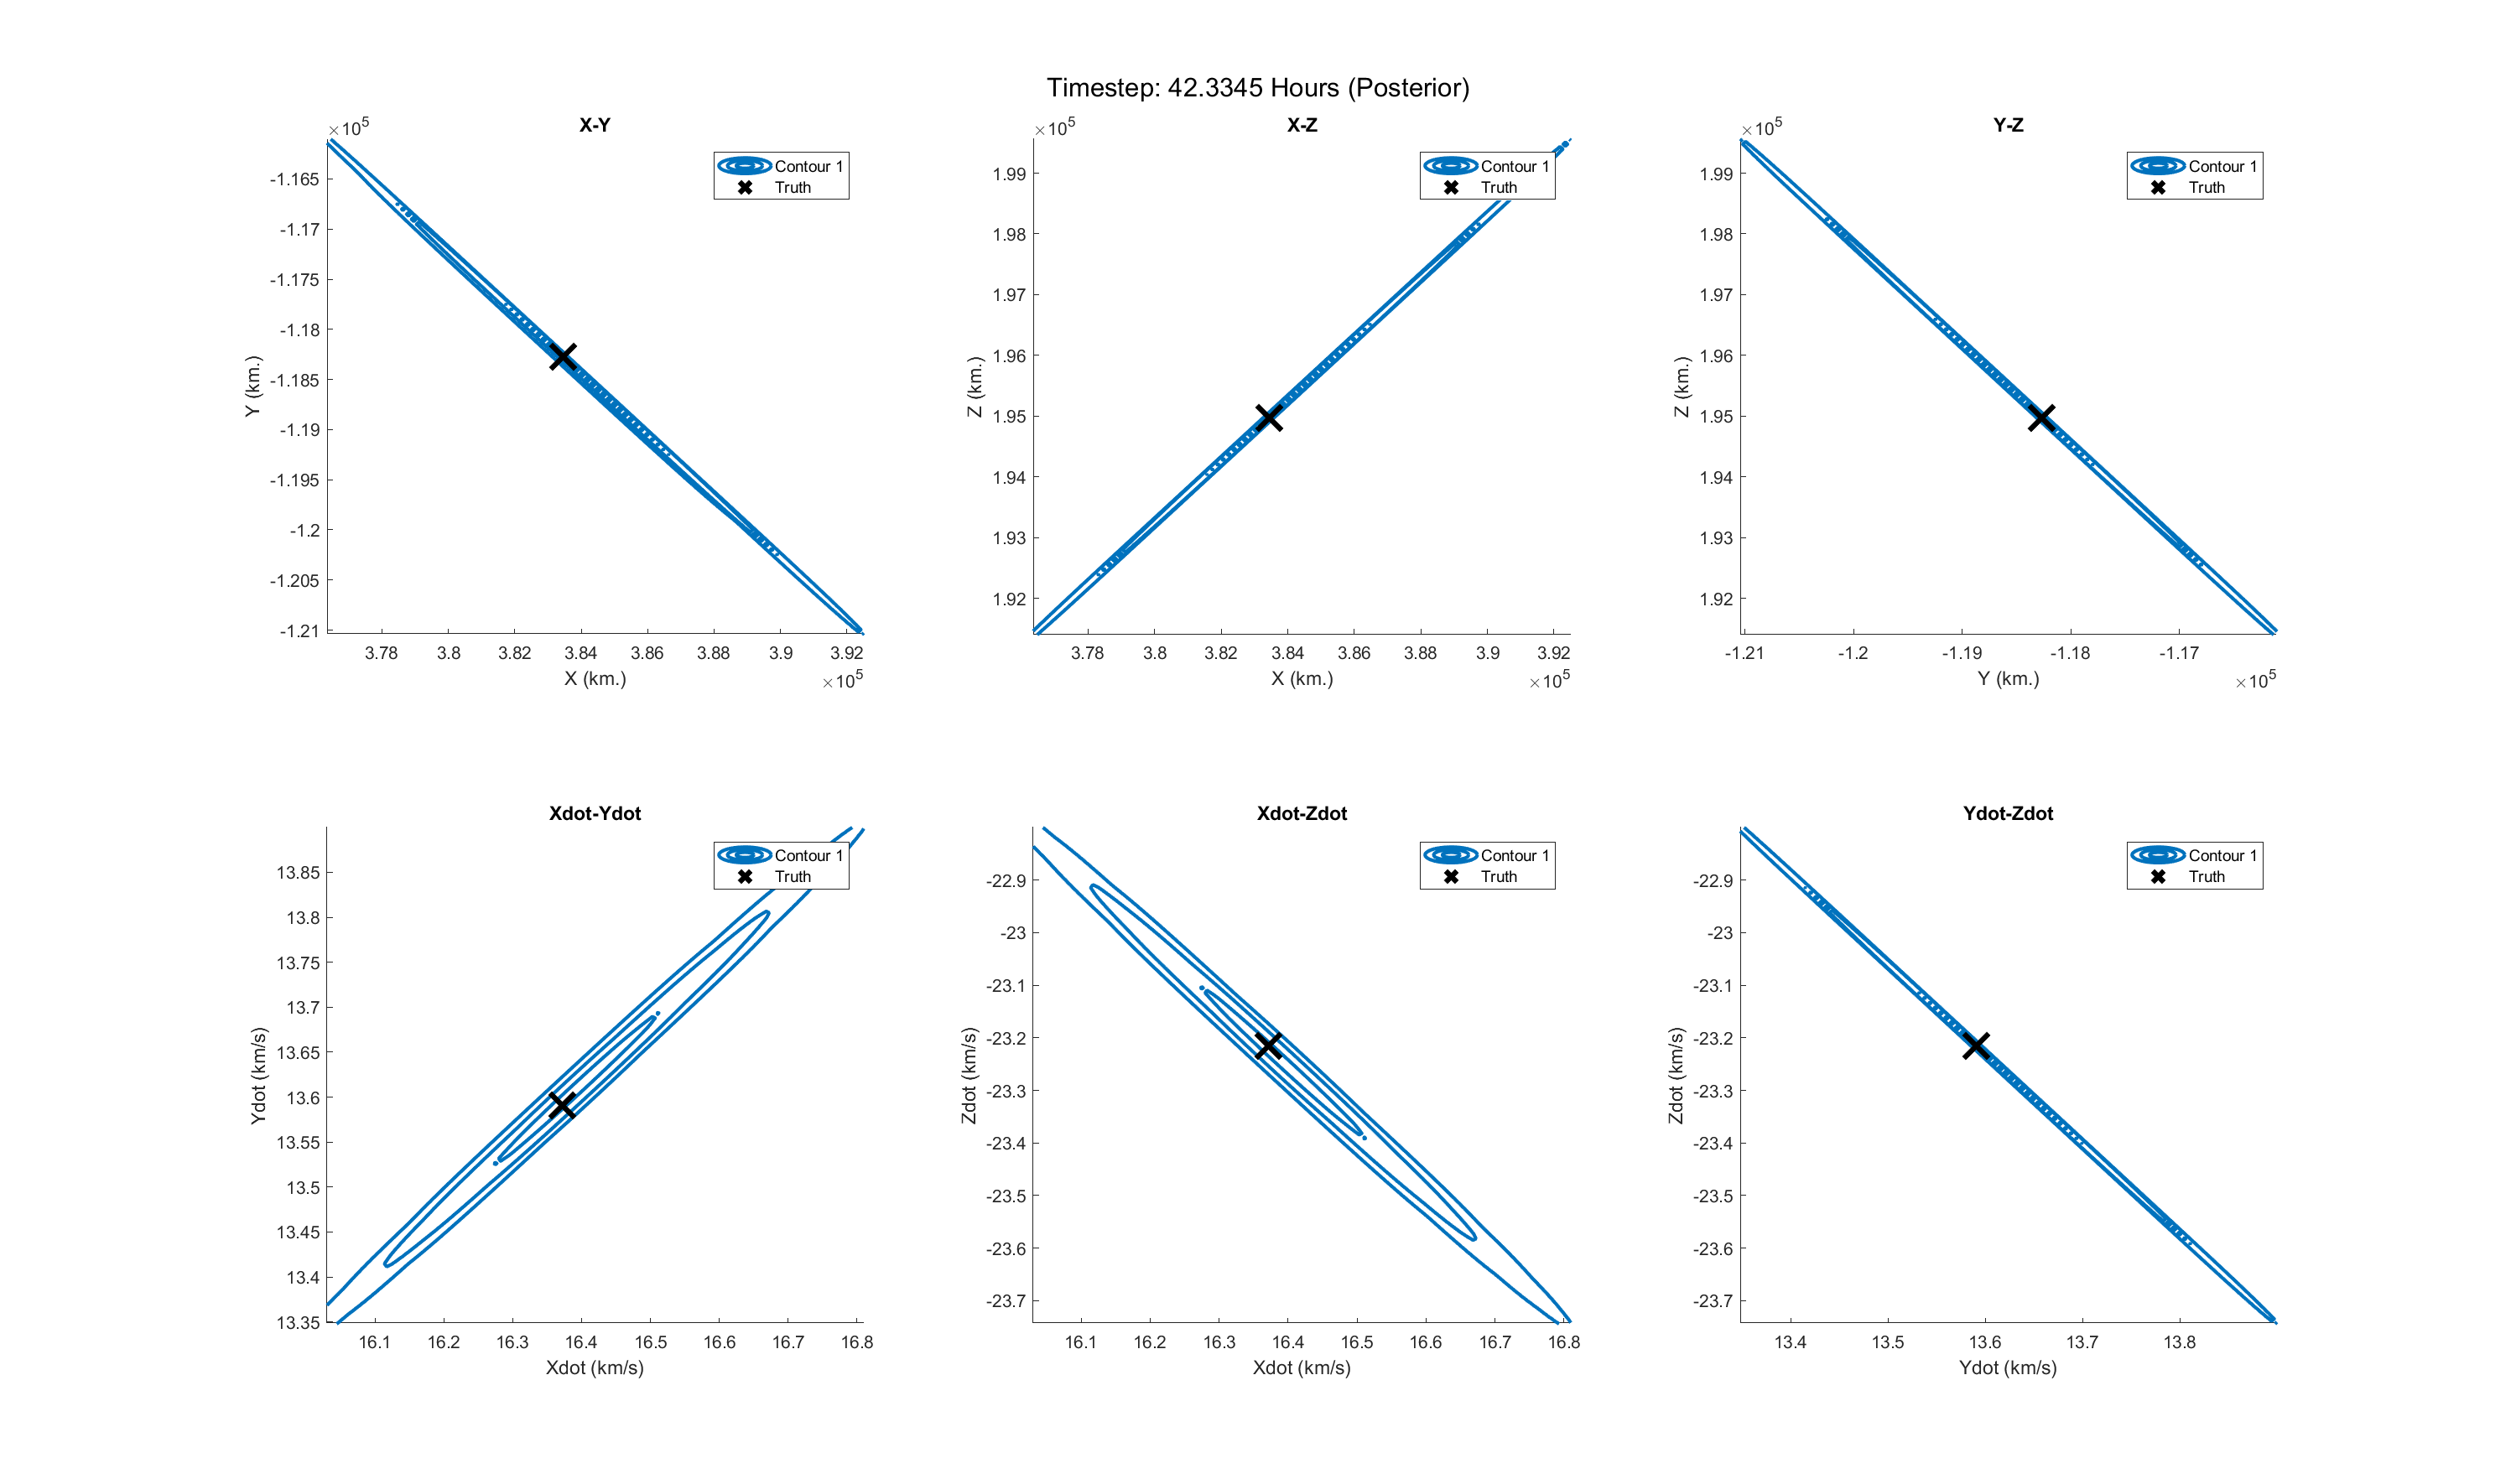 Timestep: 42.3345 Hours (Posterior)
X-Y
×10^5
Contour 1
Truth
-1.165
-1.17
-1.175
-1.18
-1.185
-1.19
-1.195
-1.2
-1.205
-1.21
Y (km.)
3.78 3.8 3.82 3.84 3.86 3.88 3.9 3.92
X (km.)
×10^5
X-Z
×10^5
Contour 1
Truth
1.99
1.98
1.97
1.96
1.95
1.94
1.93
1.92
Z (km.)
3.78 3.8 3.82 3.84 3.86 3.88 3.9 3.92
X (km.)
×10^5
Y-Z
×10^5
Contour 1
Truth
1.99
1.98
1.97
1.96
1.95
1.94
1.93
1.92
Z (km.)
-1.21 -1.2 -1.19 -1.18 -1.17
Y (km.)
×10^5
Xdot-Ydot
Contour 1
Truth
13.85
13.8
13.75
13.7
13.65
13.6
13.55
13.5
13.45
13.4
13.35
Ydot (km/s)
16.1 16.2 16.3 16.4 16.5 16.6 16.7 16.8
Xdot (km/s)
Xdot-Zdot
Contour 1
Truth
-22.9
-23
-23.1
-23.2
-23.3
-23.4
-23.5
-23.6
-23.7
Zdot (km/s)
16.1 16.2 16.3 16.4 16.5 16.6 16.7 16.8
Xdot (km/s)
Ydot-Zdot
Contour 1
Truth
-22.9
-23
-23.1
-23.2
-23.3
-23.4
-23.5
-23.6
-23.7
Zdot (km/s)
13.4 13.5 13.6 13.7 13.8
Ydot (km/s)